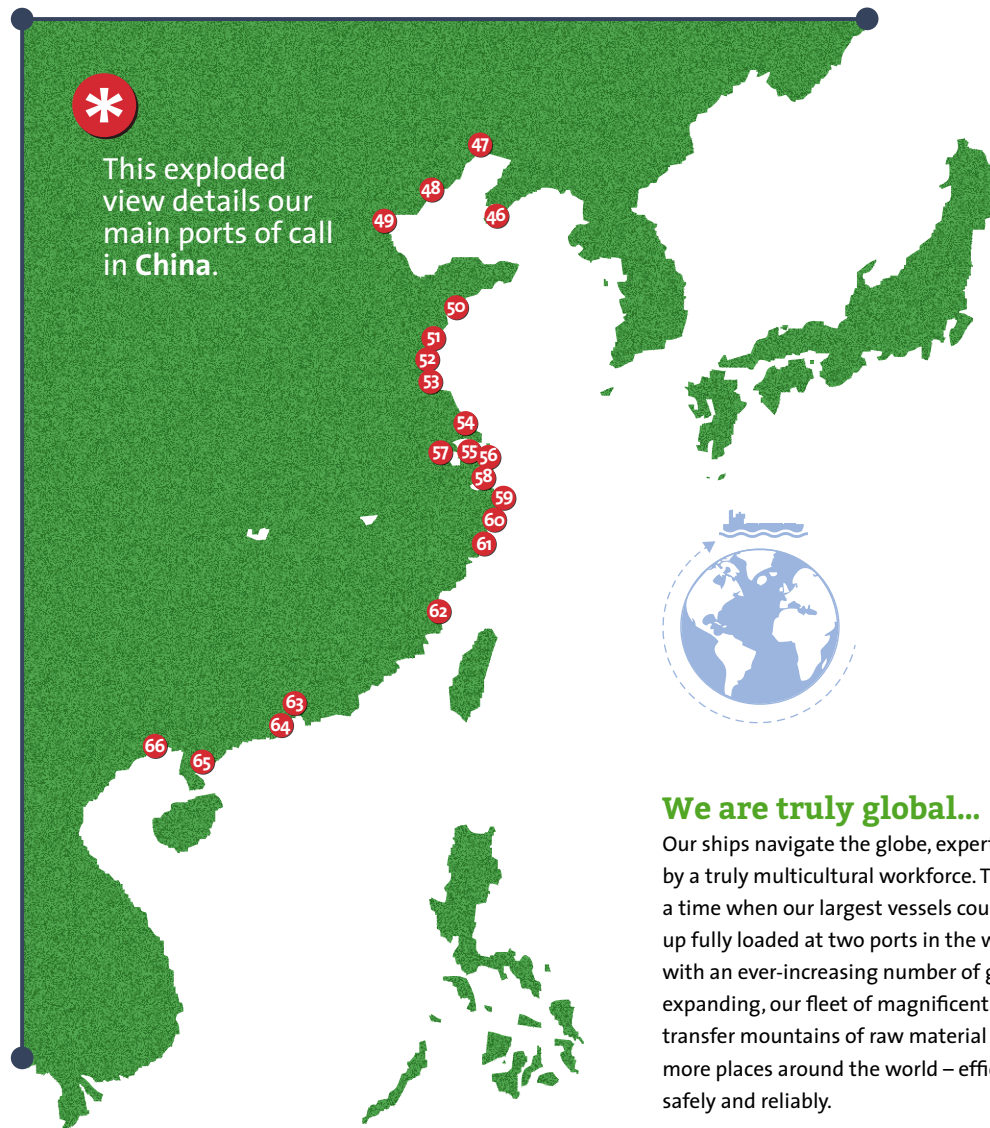 *
This exploded
view details our
main ports of call
in China.
47
48
49
46
50
51
52
53
54
57
55
56
58
59
60
61
62
63
64
66
65
We are truly global...
Our ships navigate the globe, expert
by a truly multicultural workforce. T
a time when our largest vessels cou
up fully loaded at two ports in the w
with an ever-increasing number of g
expanding, our fleet of magnificent
transfer mountains of raw material
more places around the world – effic
safely and reliably.